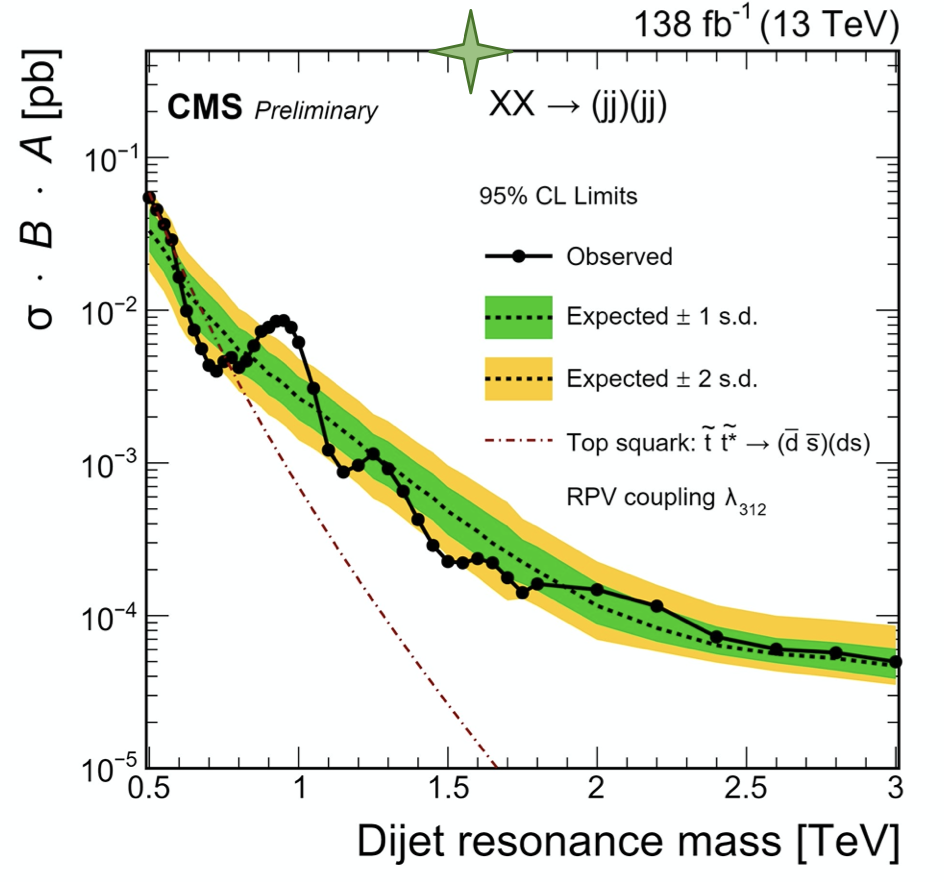 138 fb⁻¹ (13 TeV)
CMS Preliminary
XX → (jj)(jj)
95% CL Limits
Observed
Expected ± 1 s.d.
Expected ± 2 s.d.
Top squark: t̃ t̃* → (d̅ s̅)(ds)
RPV coupling λ₃₁₂
σ · B · A [pb]
10⁻¹
10⁻²
10⁻³
10⁻⁴
10⁻⁵
0.5 1 1.5 2 2.5 3
Dijet resonance mass [TeV]